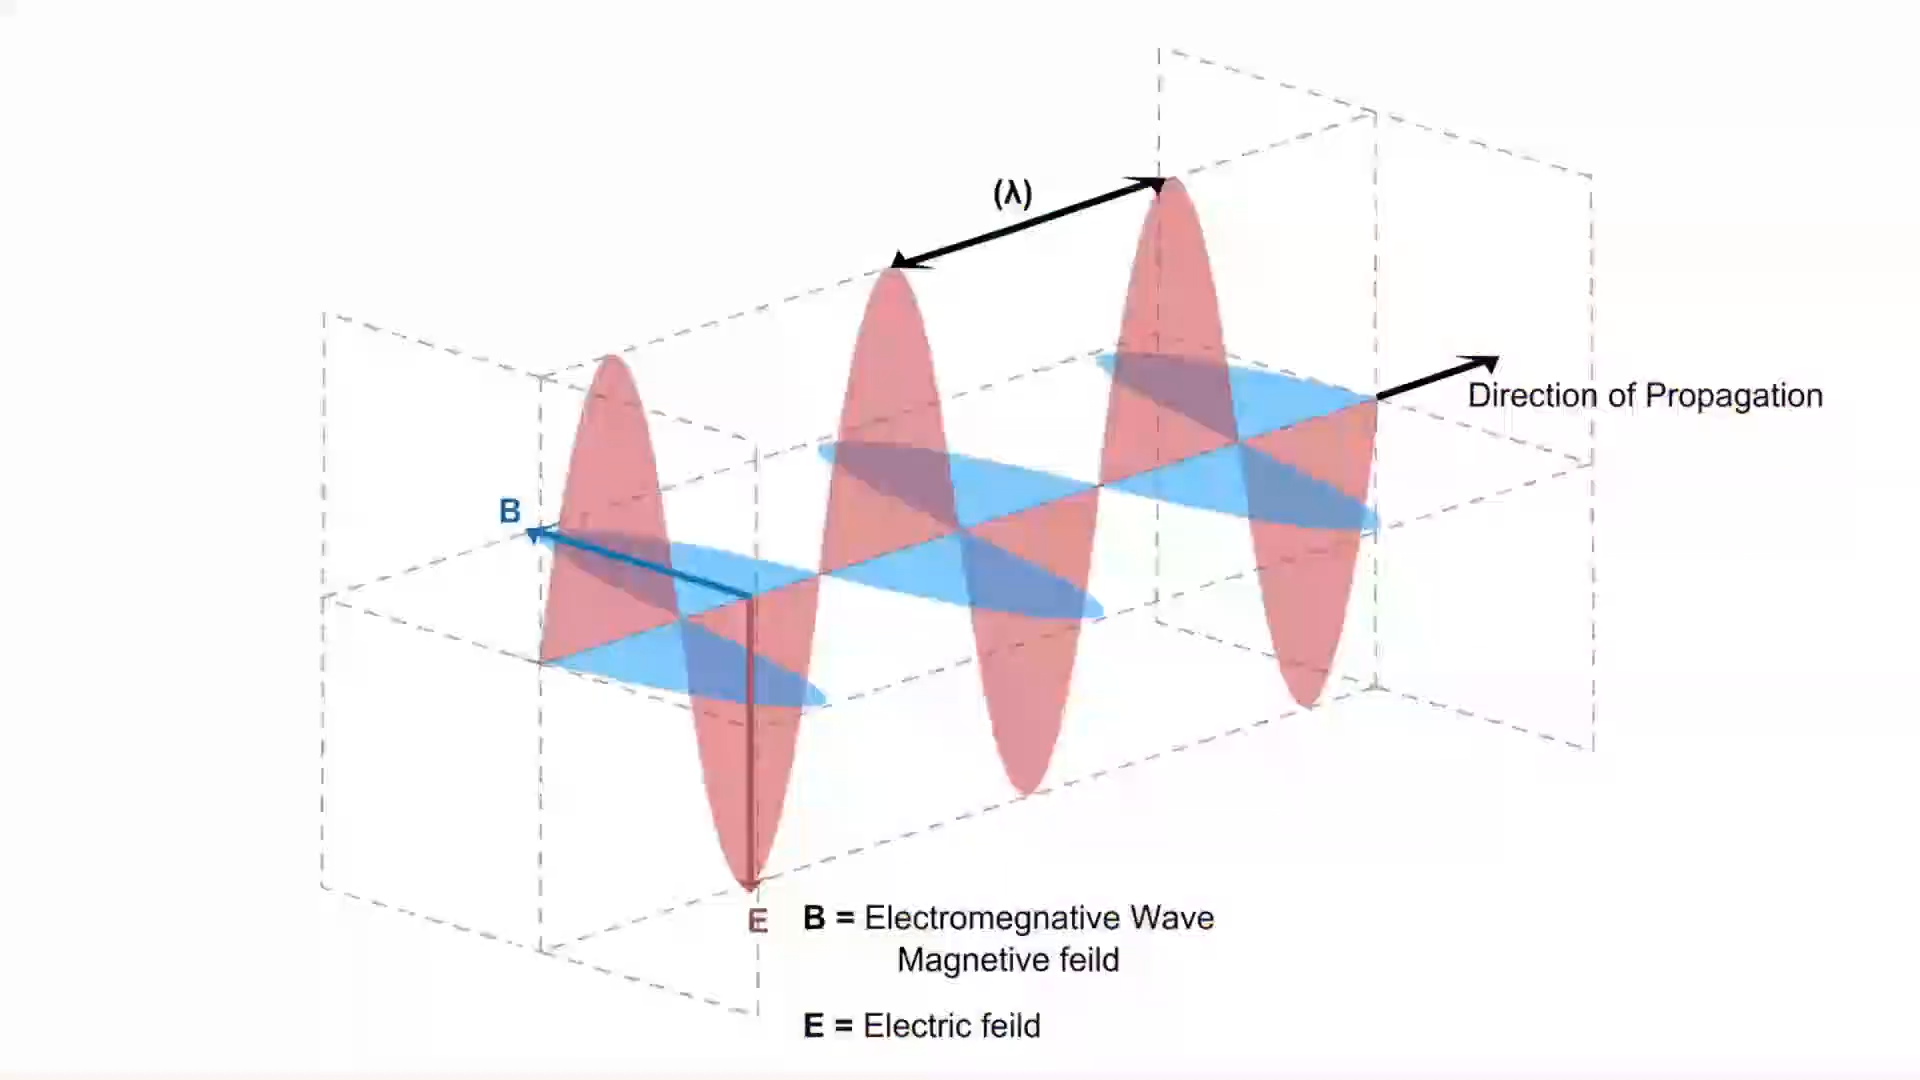 (λ)
Direction of Propagation
B
E
B = Electromegnative Wave
Magnetive feild
E = Electric feild